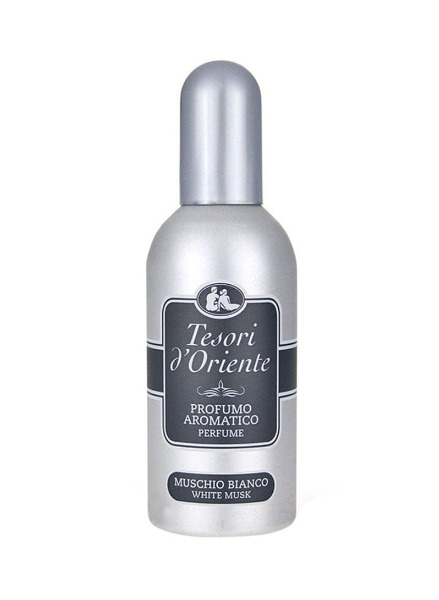 Tesori
d'Oriente
PROFUMO
AROMATICO
PERFUME
MUSCHIO BIANCO
WHITE MUSK